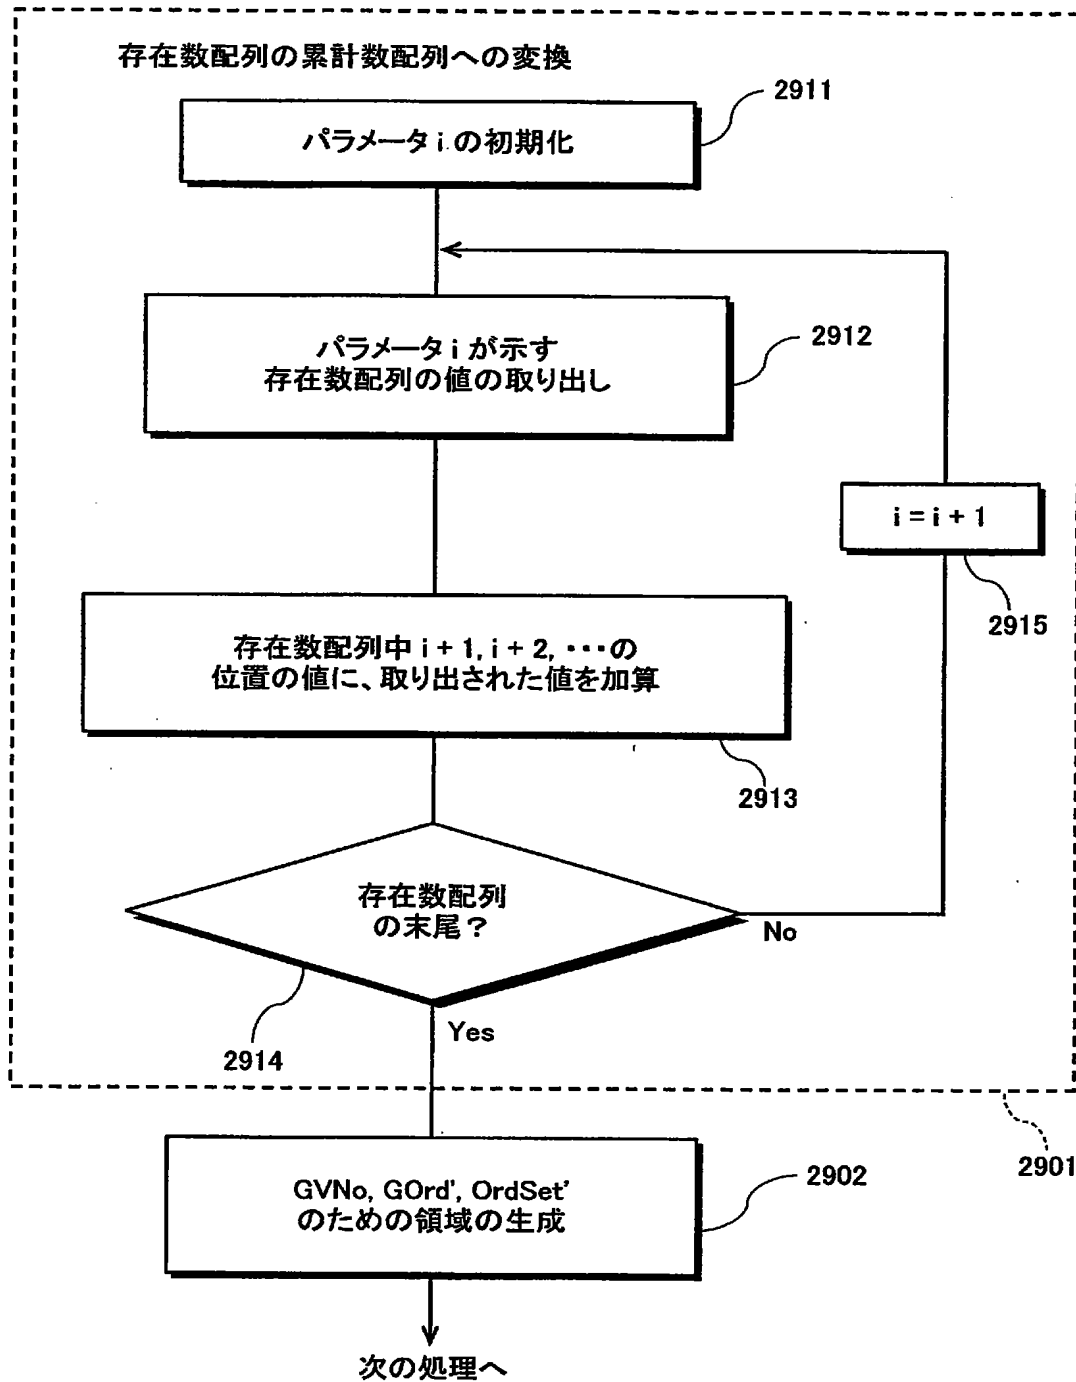 存在数配列の累計数配列への変換
2911
パラメータ i の初期化
パラメータ i が示す
存在数配列の値の取り出し
2912
i = i + 1
2915
存在数配列中 i + 1, i + 2, ・・・の
位置の値に、取り出された値を加算
2913
存在数配列
の末尾？
No
Yes
2914
2901
GVNo, GOrd', OrdSet'
のための領域の生成
2902
次の処理へ